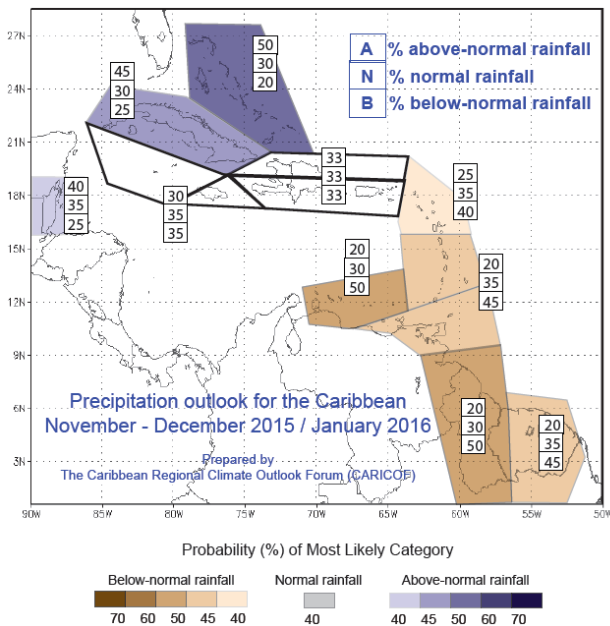 27N
24N
21N
18N
15N
12N
9N
6N
3N
90W
85W
80W
75W
70W
65W
60W
55W
50W
A % above-normal rainfall
N % normal rainfall
B % below-normal rainfall
50
30
20
45
30
25
33
33
33
25
35
40
40
35
25
30
35
35
20
30
50
20
35
45
20
30
50
20
35
45
Precipitation outlook for the Caribbean
November - December 2015 / January 2016
Prepared by
The Caribbean Regional Climate Outlook Forum (CARICOF)
Probability (%) of Most Likely Category
Below-normal rainfall Normal rainfall Above-normal rainfall
70 60 50 45 40 40 40 45 50 60 70